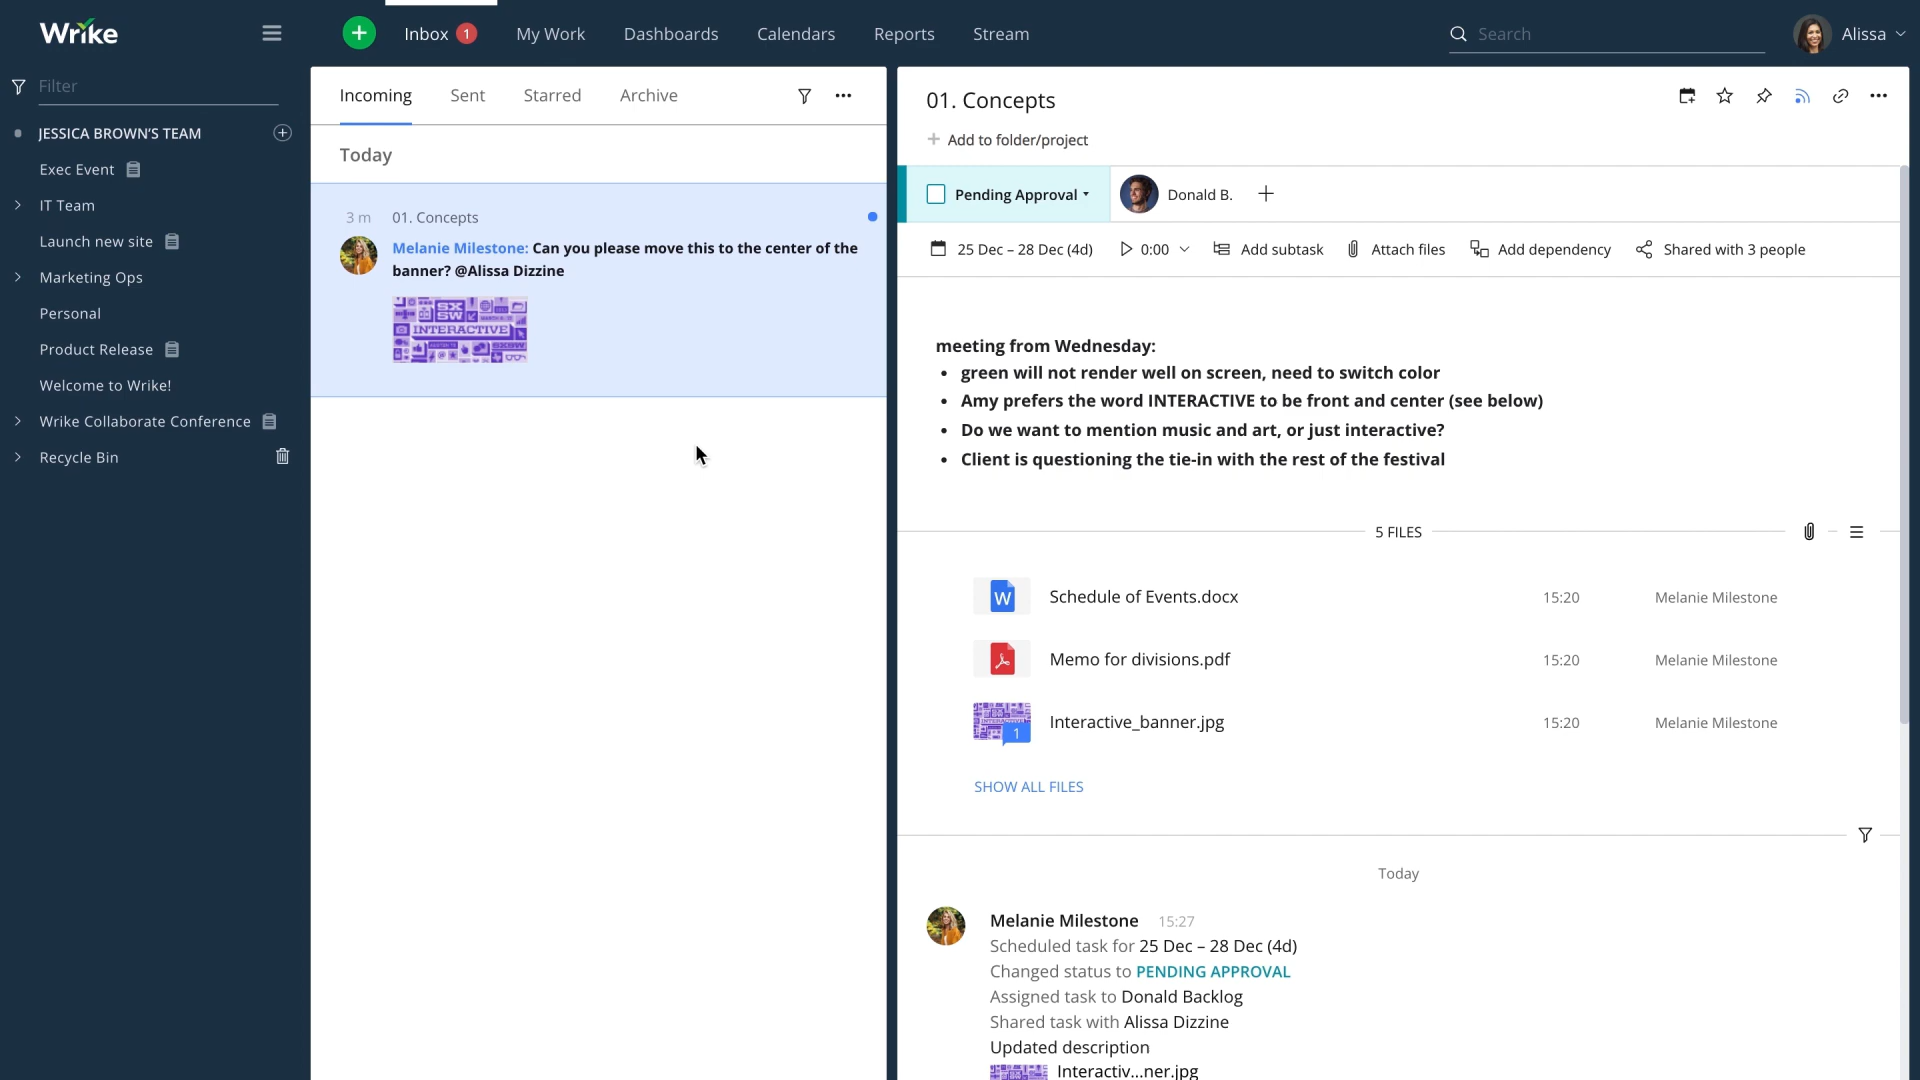 Wrike
Inbox 1 My Work Dashboards Calendars Reports Stream
Search
Alissa
Filter
JESSICA BROWN'S TEAM
Exec Event
IT Team
Launch new site
Marketing Ops
Personal
Product Release
Welcome to Wrike!
Wrike Collaborate Conference
Recycle Bin
Incoming Sent Starred Archive
Today
3 m 01. Concepts
Melanie Milestone: Can you please move this to the center of the
banner? @Alissa Dizzine
SX
SW
INTERACTIVE
01. Concepts
Add to folder/project
Pending Approval
Donald B.
25 Dec – 28 Dec (4d) 0:00 Add subtask Attach files Add dependency Shared with 3 people
meeting from Wednesday:
• green will not render well on screen, need to switch color
• Amy prefers the word INTERACTIVE to be front and center (see below)
• Do we want to mention music and art, or just interactive?
• Client is questioning the tie-in with the rest of the festival
5 FILES
W Schedule of Events.docx 15:20 Melanie Milestone
Memo for divisions.pdf 15:20 Melanie Milestone
1 Interactive_banner.jpg 15:20 Melanie Milestone
SHOW ALL FILES
Today
Melanie Milestone 15:27
Scheduled task for 25 Dec – 28 Dec (4d)
Changed status to PENDING APPROVAL
Assigned task to Donald Backlog
Shared task with Alissa Dizzine
Updated description
Interactiv...ner.jpg